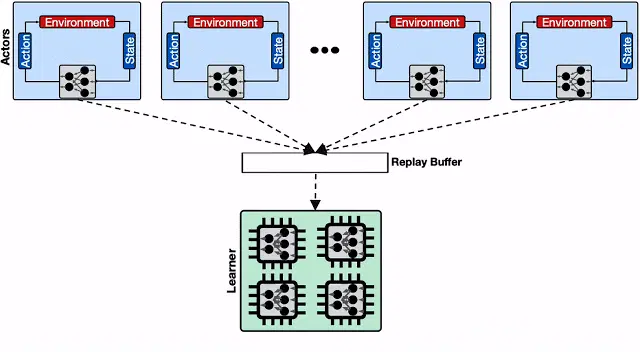 Actors
Environment
Action
State
Environment
Action
State
Environment
Action
State
Environment
Action
State
Replay Buffer
Learner